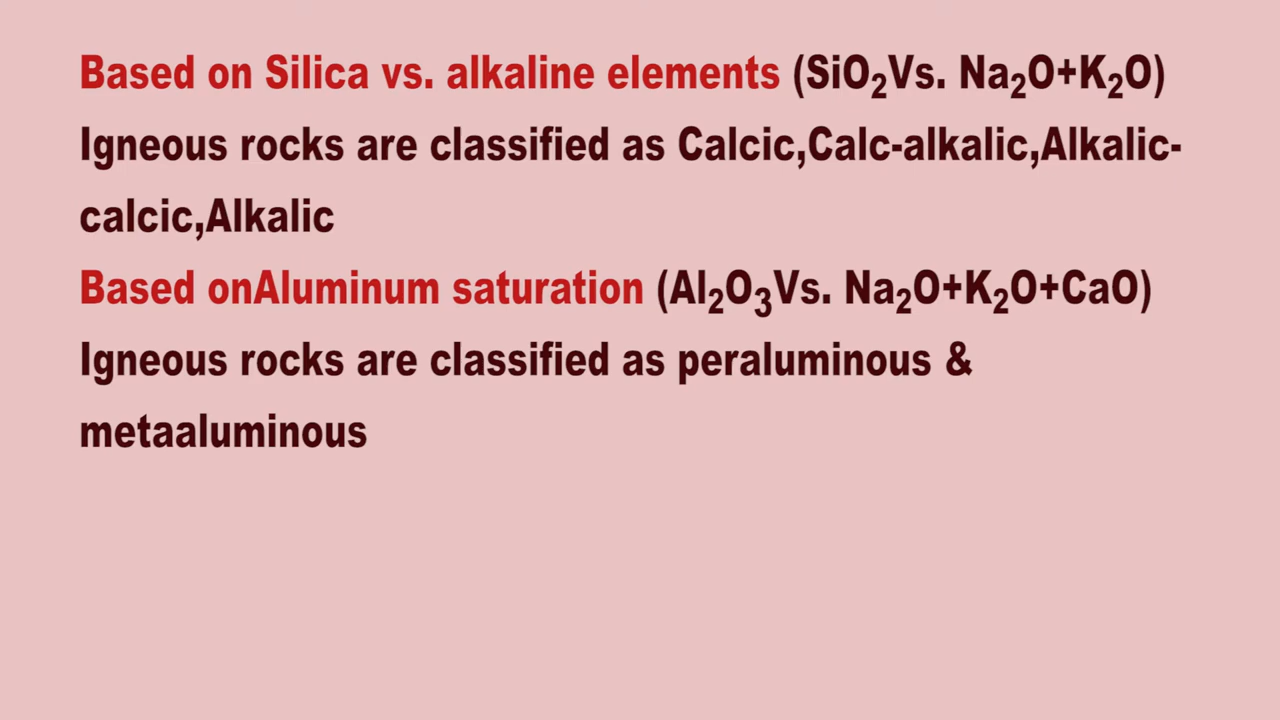 Based on Silica vs. alkaline elements (SiO₂Vs. Na₂O+K₂O)
Igneous rocks are classified as Calcic,Calc-alkalic,Alkalic-
calcic,Alkalic
Based onAluminum saturation (Al₂O₃Vs. Na₂O+K₂O+CaO)
Igneous rocks are classified as peraluminous &
metaaluminous